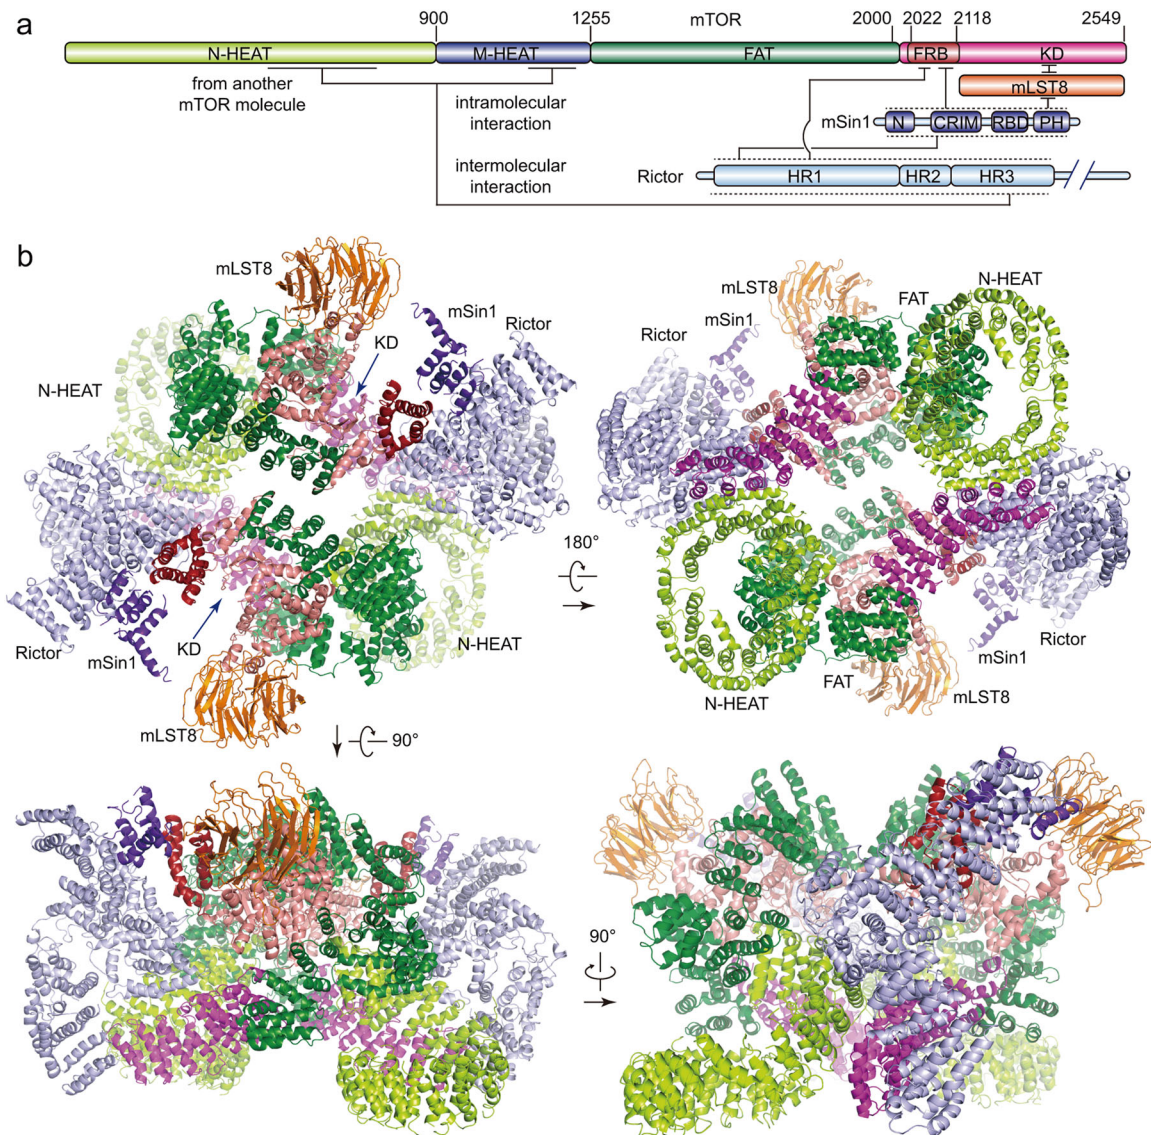 a
900 1255 mTOR 2000 2022 2118 2549
N-HEAT M-HEAT FAT FRB KD
from another
mTOR molecule
intramolecular
interaction
mLST8
mSin1 N CRIM RBD PH
intermolecular
interaction
Rictor HR1 HR2 HR3
b
mLST8
mSin1
Rictor
KD
N-HEAT
Rictor
mSin1
KD
N-HEAT
mLST8
180°
N-HEAT
mLST8
FAT
mSin1
Rictor
mSin1
Rictor
FAT
mLST8
N-HEAT
90°
90°